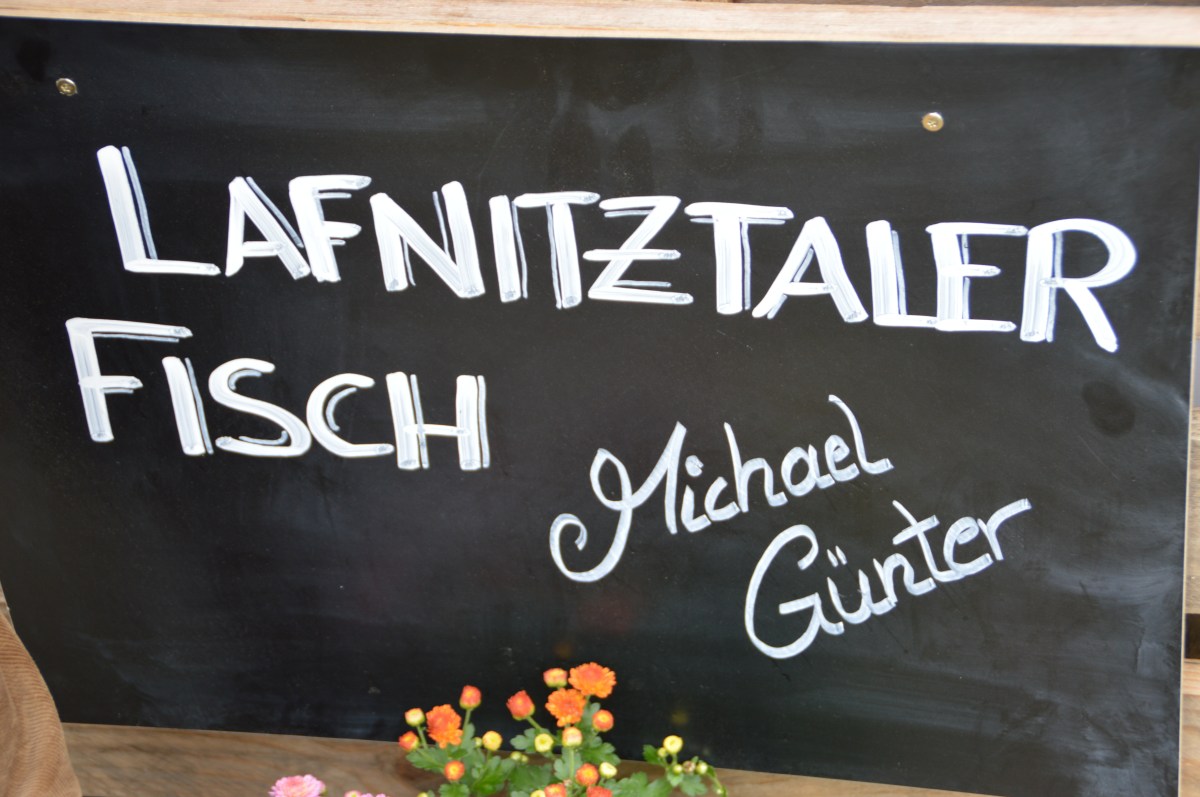 LAFNITZTALER
FISCH
Michael
Günter